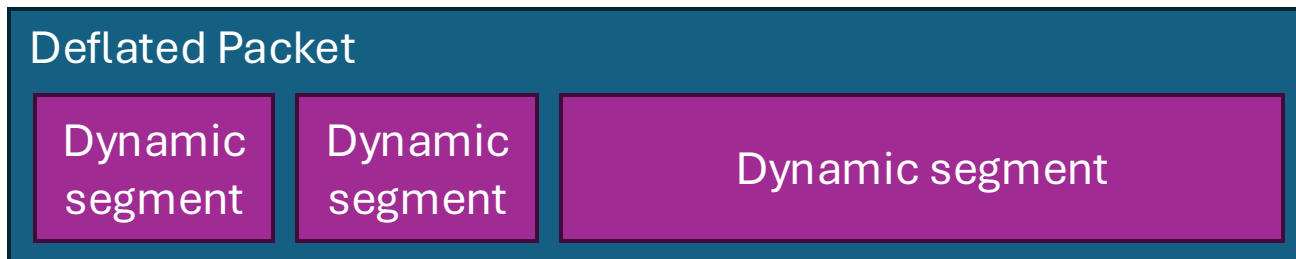 Deflated Packet
Dynamic
segment
Dynamic
segment
Dynamic segment